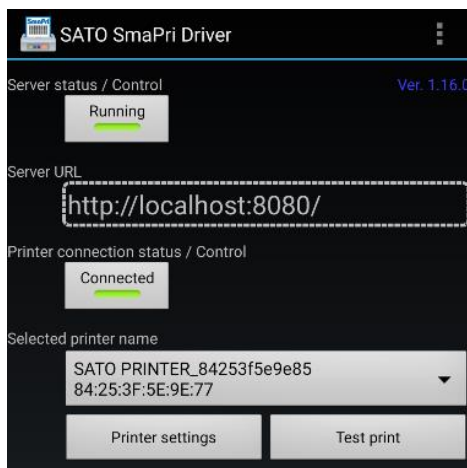 SmaPri
SATO SmaPri Driver
Server status / Control
Ver. 1.16.0
Running
Server URL
http://localhost:8080/
Printer connection status / Control
Connected
Selected printer name
SATO PRINTER_84253f5e9e85
84:25:3F:5E:9E:77
Printer settings
Test print